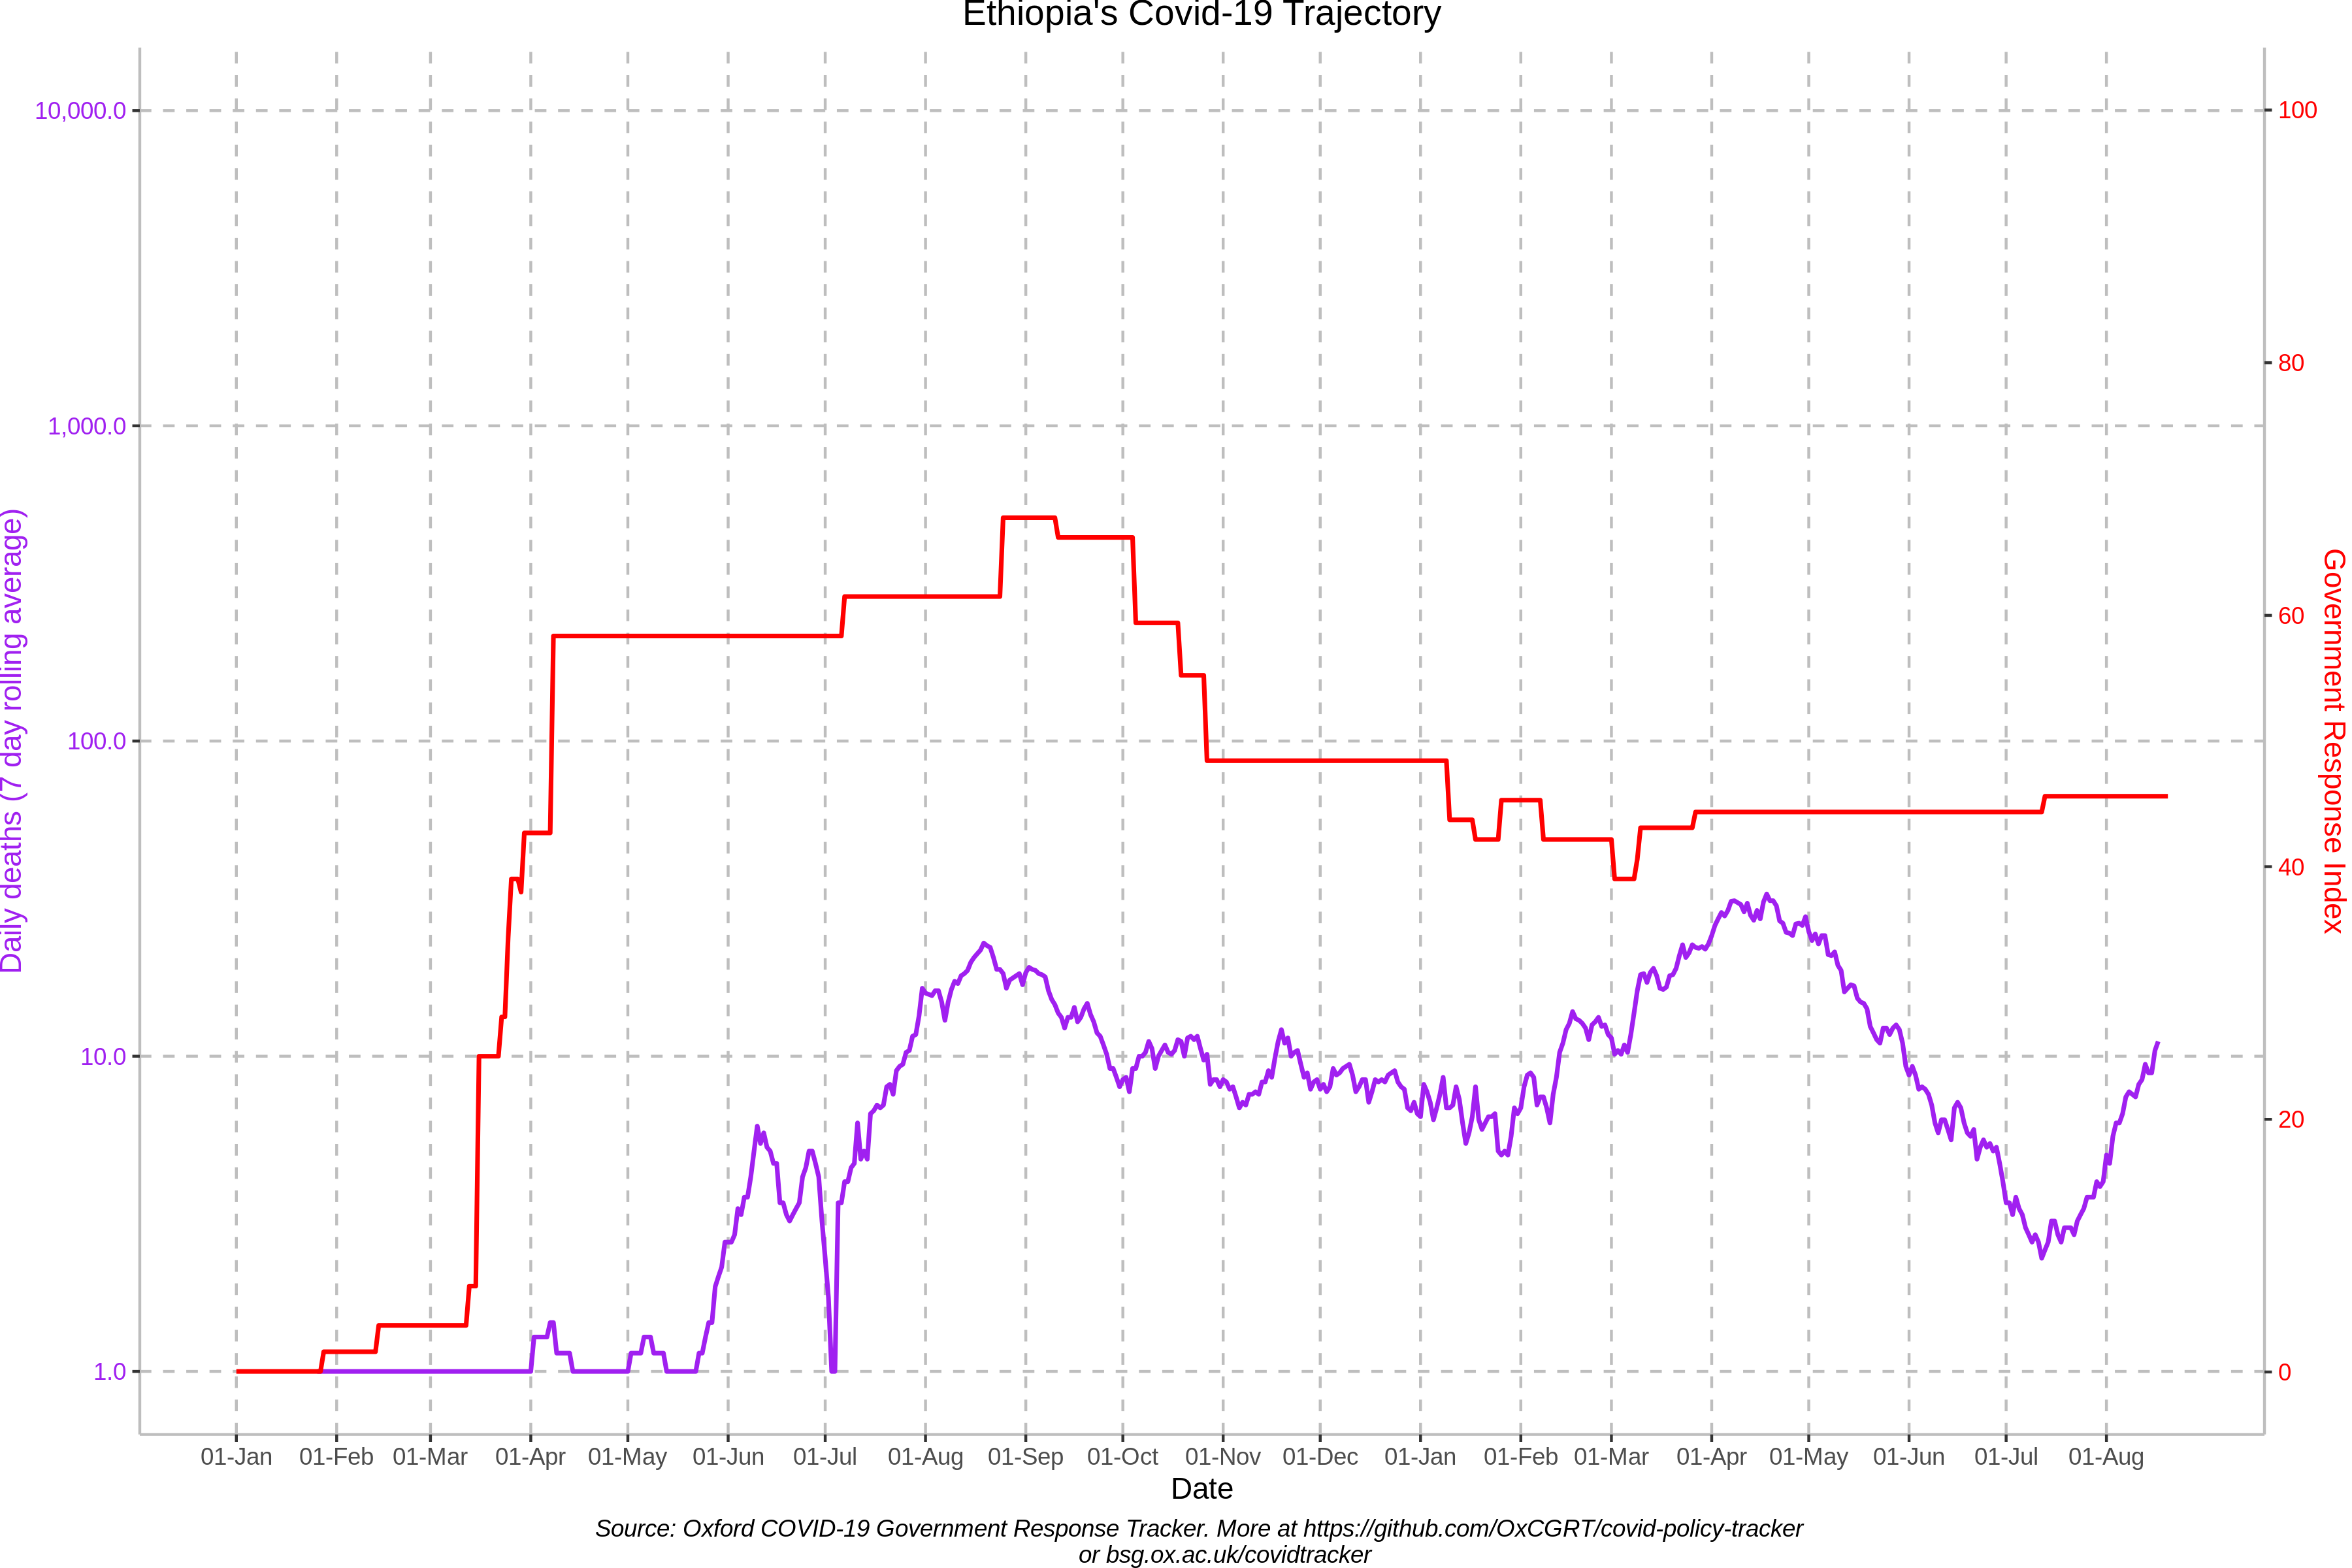 Ethiopia's Covid-19 Trajectory
10,000.0
1,000.0
100.0
10.0
1.0
Daily deaths (7 day rolling average)
100
80
60
40
20
0
Government Response Index
01-Jan 01-Feb 01-Mar 01-Apr 01-May 01-Jun 01-Jul 01-Aug 01-Sep 01-Oct 01-Nov 01-Dec 01-Jan 01-Feb 01-Mar 01-Apr 01-May 01-Jun 01-Jul 01-Aug
Date
Source: Oxford COVID-19 Government Response Tracker. More at https://github.com/OxCGRT/covid-policy-tracker
or bsg.ox.ac.uk/covidtracker